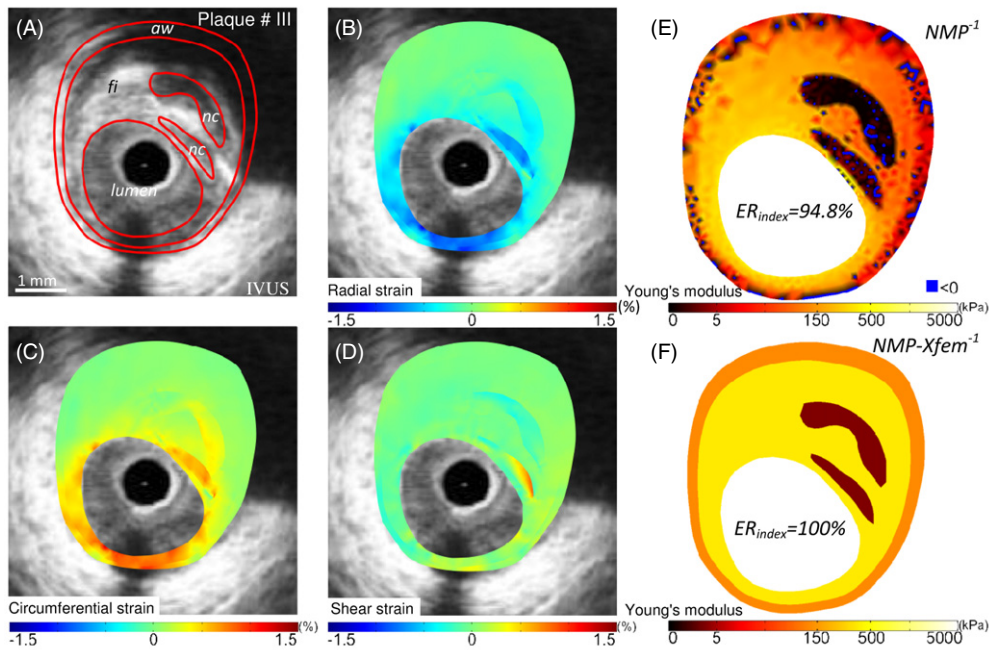 (A)
Plaque # III
aw
fi
nc
nc
lumen
1 mm
IVUS
(B)
Radial strain
(%)
-1.5 0 1.5
(E)
NMP-1
ERindex=94.8%
<0
Young's modulus
(kPa)
0 5 150 500 5000
(C)
Circumferential strain
(%)
-1.5 0 1.5
(D)
Shear strain
(%)
-1.5 0 1.5
(F)
NMP-Xfem-1
ERindex=100%
Young's modulus
(kPa)
0 5 150 500 5000